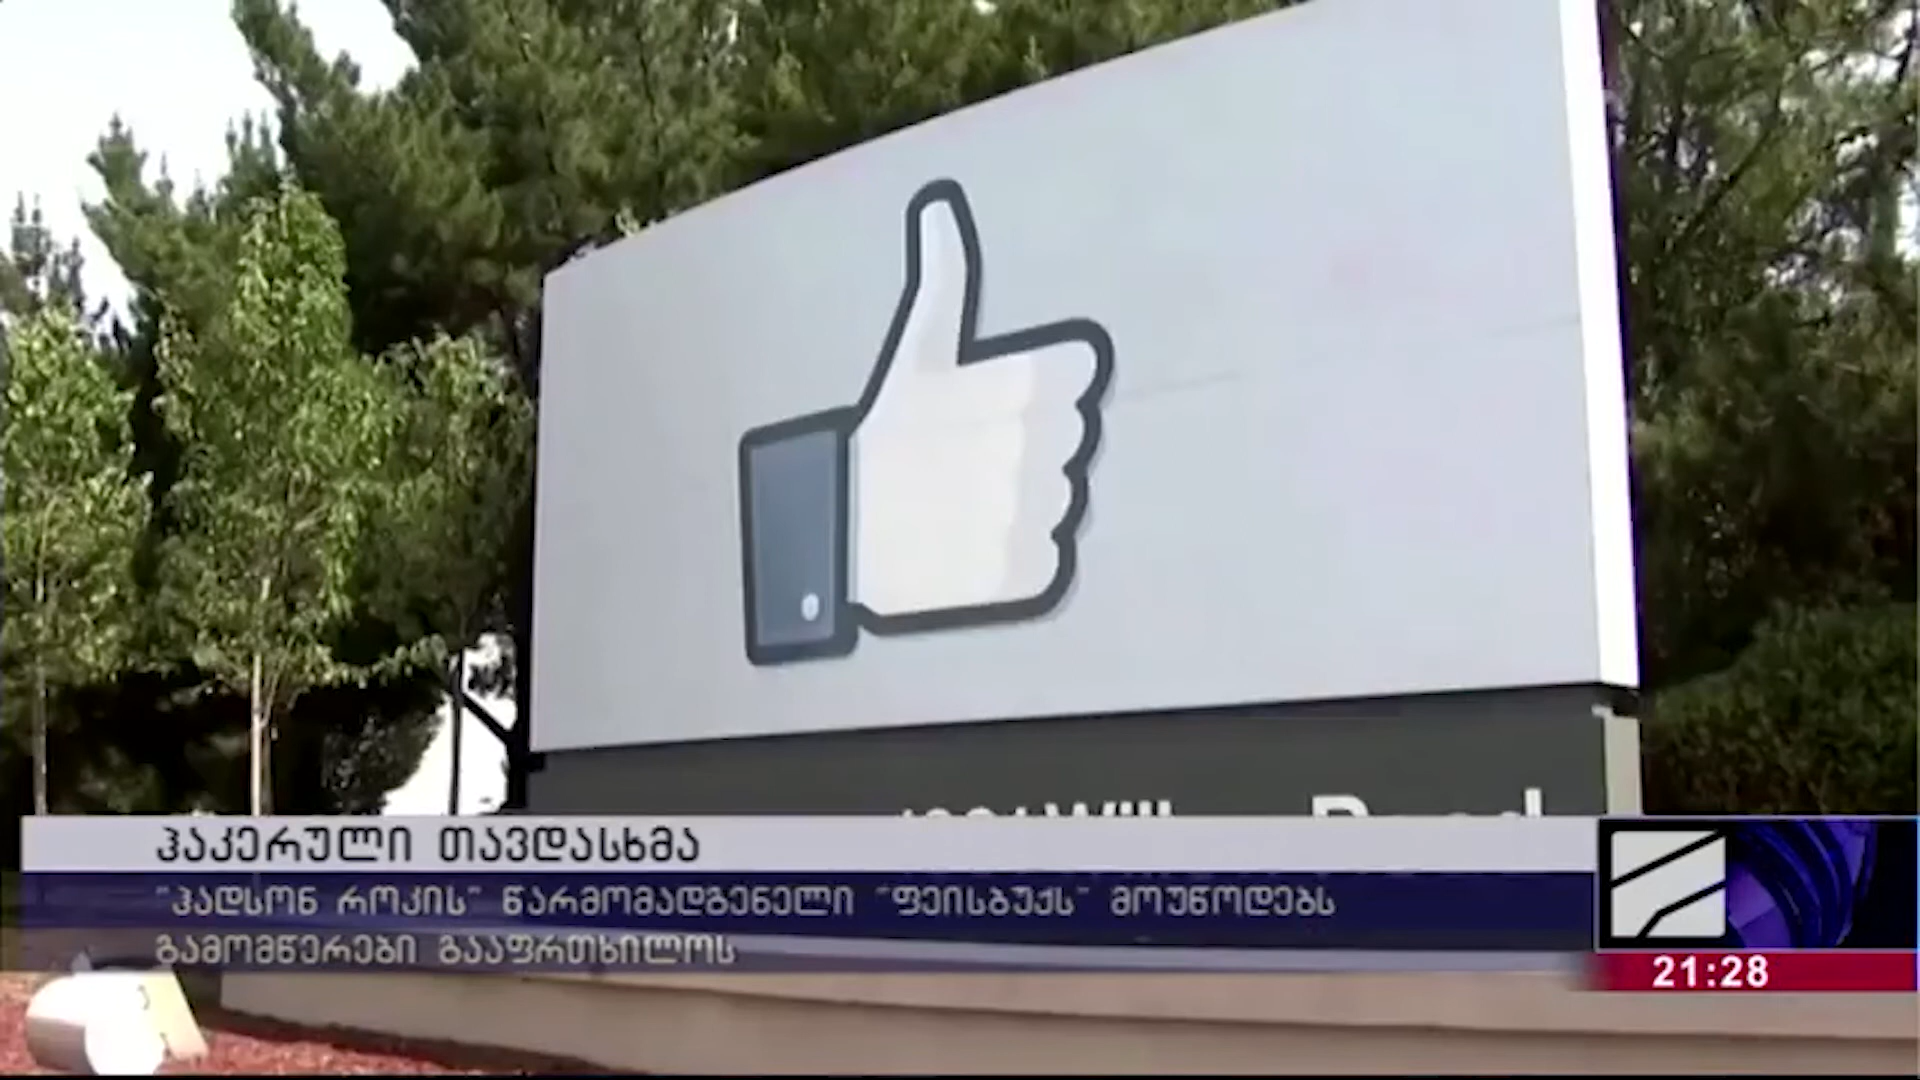 ჰაკერული თავდასხმა
"ჰადსონ როკის" წარმომადგენელი "ფეისბუქს" მოუწოდებს
გამომწერები გააფრთხილოს
21:28